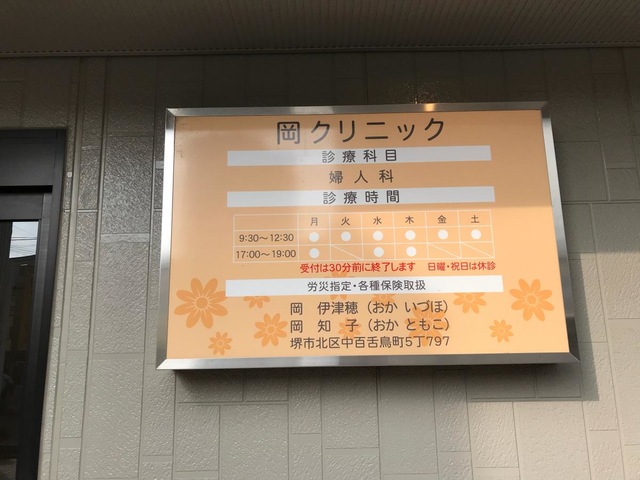 岡クリニック
診療科目
婦人科
診療時間
月 火 水 木 金 土
9:30～12:30 ● ● ● ● ● ●
17:00～19:00 ● ＼ ● ● ＼ ＼
受付は30分前に終了します 日曜・祝日は休診
労災指定・各種保険取扱
岡 伊津穂（おか いづほ）
岡 知子（おか ともこ）
堺市北区中百舌鳥町5丁797